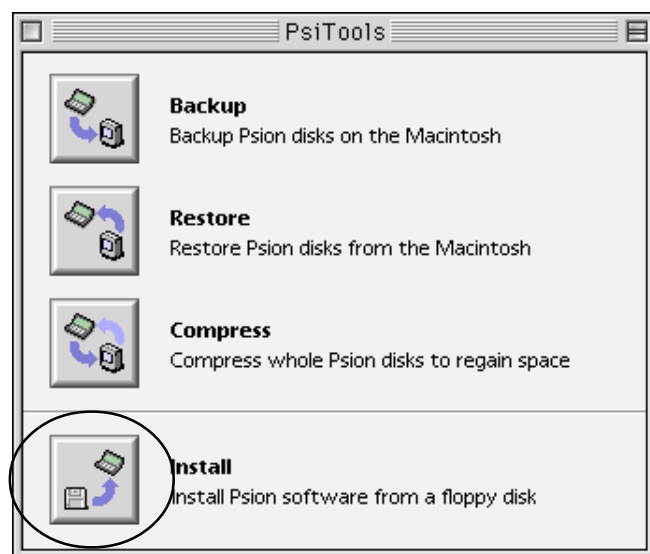 PsiTools
Backup
Backup Psion disks on the Macintosh
Restore
Restore Psion disks from the Macintosh
Compress
Compress whole Psion disks to regain space
Install
Install Psion software from a floppy disk